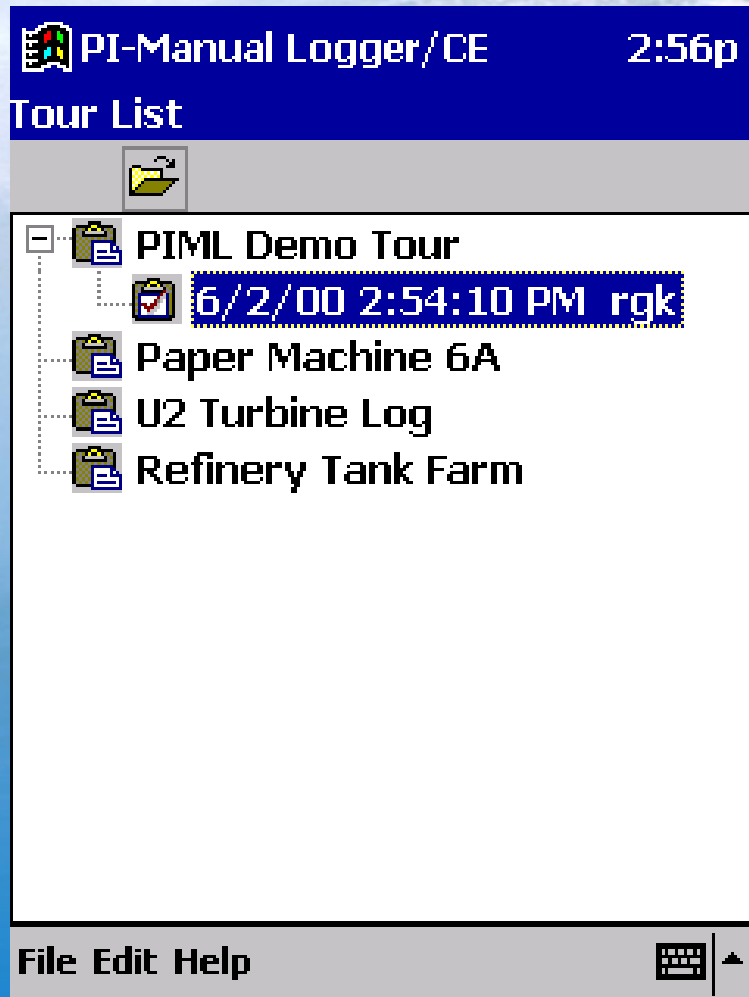 PI-Manual Logger/CE 2:56p
Tour List
PIML Demo Tour
6/2/00 2:54:10 PM rgk
Paper Machine 6A
U2 Turbine Log
Refinery Tank Farm
File Edit Help